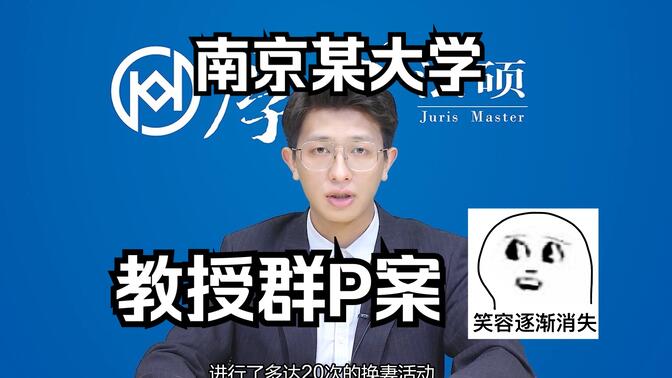 南京某大学
硕
Juris Master
教授群P案
笑容逐渐消失
进行了多达20次的换妻活动